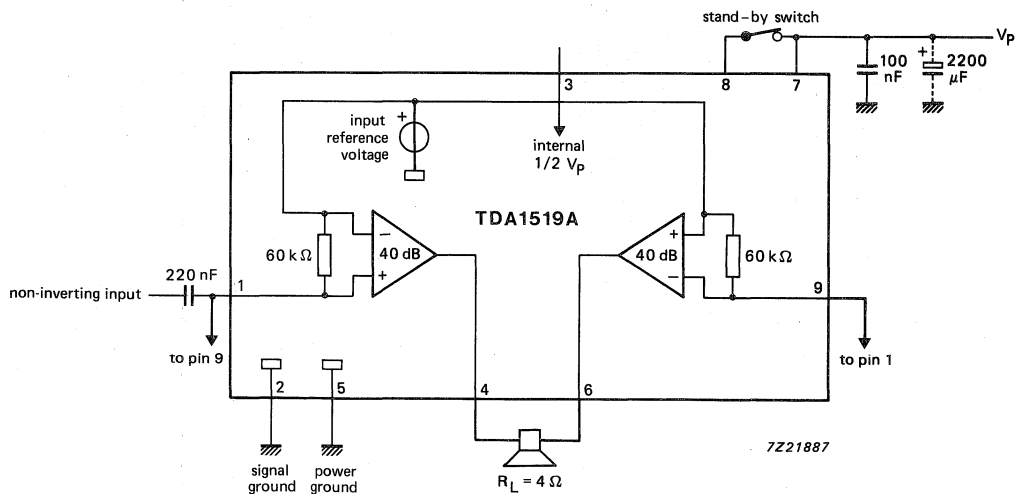 stand-by switch
VP
8
7
+
100 nF
2200 µF
3
input reference voltage
+
internal 1/2 VP
TDA1519A
60 kΩ
−
+
40 dB
40 dB
+
−
60 kΩ
220 nF
non-inverting input
1
9
to pin 9
to pin 1
2
5
4
6
signal ground
power ground
RL = 4 Ω
7Z21887